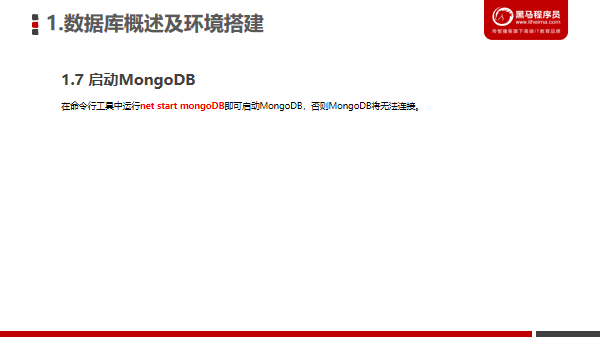 1.数据库概述及环境搭建
黑马程序员
www.itheima.com
传智播客旗下高端IT教育品牌
1.7 启动MongoDB
在命令行工具中运行net start mongoDB即可启动MongoDB，否则MongoDB将无法连接。